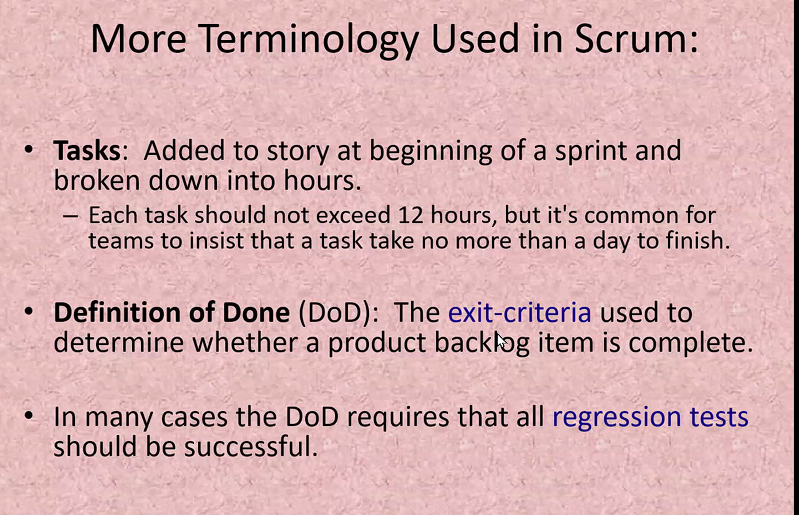 More Terminology Used in Scrum:
• Tasks: Added to story at beginning of a sprint and
broken down into hours.
– Each task should not exceed 12 hours, but it's common for
teams to insist that a task take no more than a day to finish.
• Definition of Done (DoD): The exit-criteria used to
determine whether a product backlog item is complete.
• In many cases the DoD requires that all regression tests
should be successful.